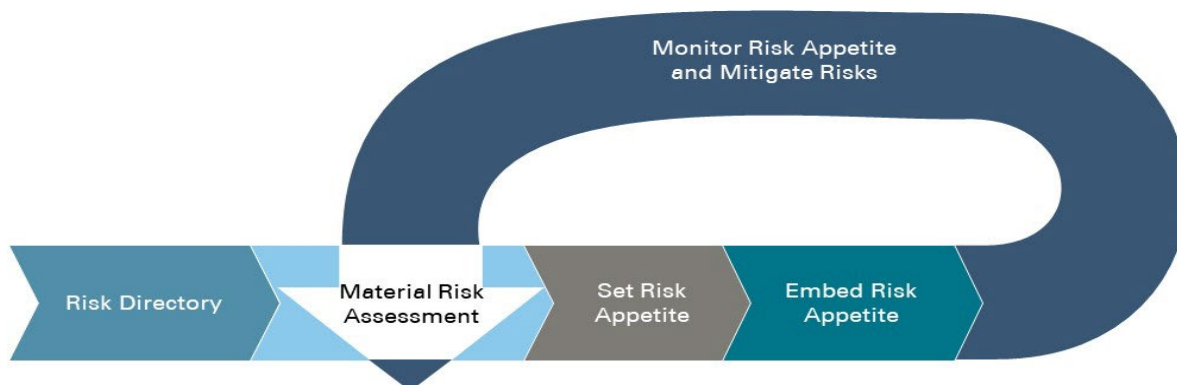 Monitor Risk Appetite
and Mitigate Risks
Risk Directory
Material Risk
Assessment
Set Risk
Appetite
Embed Risk
Appetite